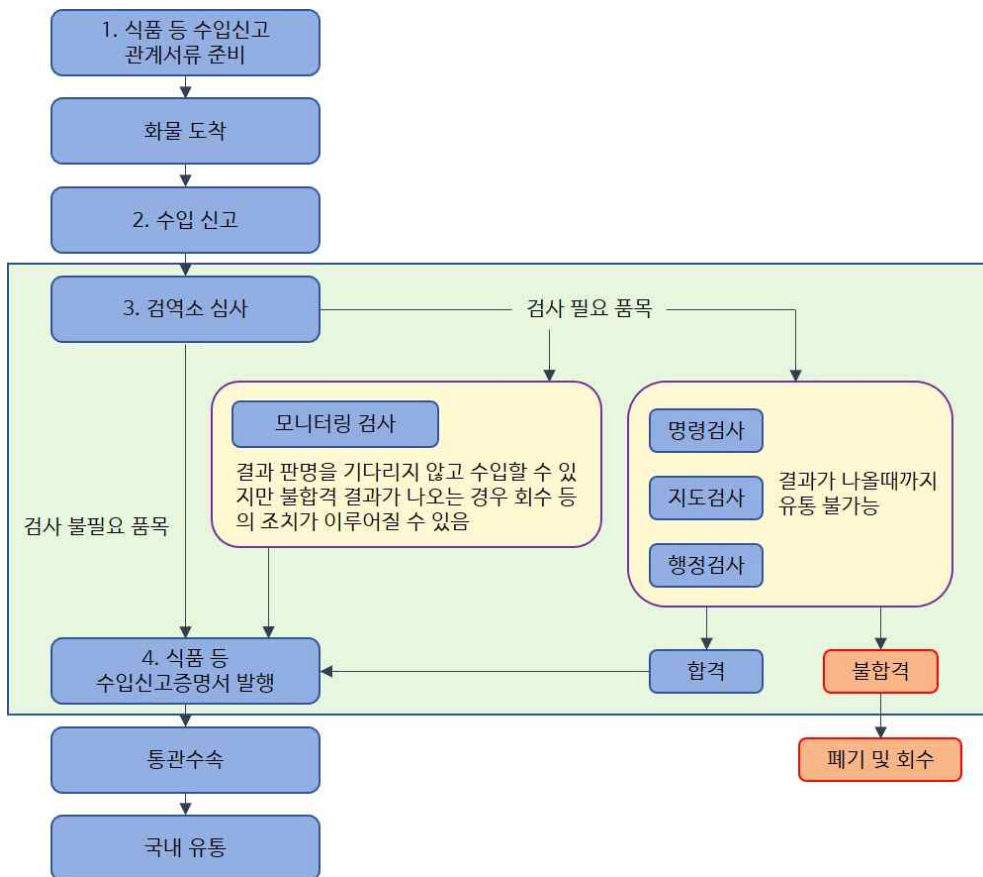 1. 식품 등 수입신고
관계서류 준비
화물 도착
2. 수입 신고
3. 검역소 심사
검사 필요 품목
모니터링 검사
결과 판명을 기다리지 않고 수입할 수 있
지만 불합격 결과가 나오는 경우 회수 등
의 조치가 이루어질 수 있음
명령검사
지도검사
행정검사
결과가 나올때까지
유통 불가능
검사 불필요 품목
4. 식품 등
수입신고증명서 발행
합격
불합격
통관수속
폐기 및 회수
국내 유통